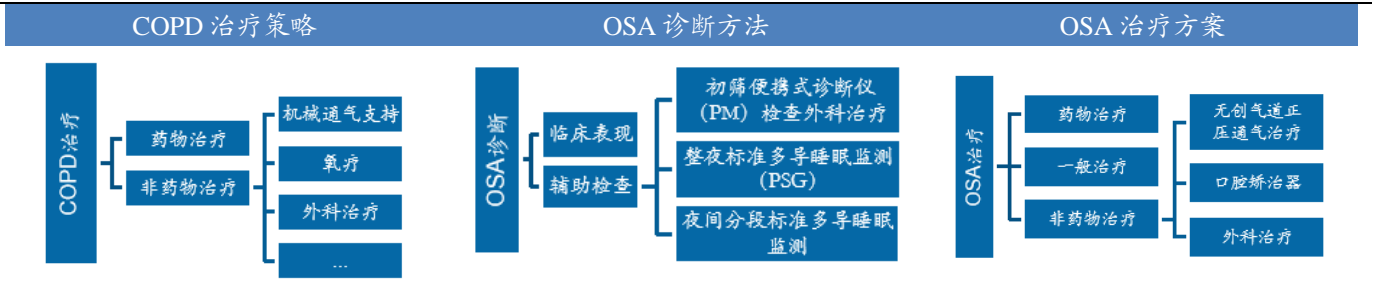 COPD 治疗策略
OSA 诊断方法
OSA 治疗方案
COPD治疗
药物治疗
非药物治疗
机械通气支持
氧疗
外科治疗
...
OSA诊断
临床表现
辅助检查
初筛便携式诊断仪
（PM）检查外科治疗
整夜标准多导睡眠监测
(PSG)
夜间分段标准多导睡眠
监测
OSA治疗
药物治疗
一般治疗
非药物治疗
无创气道正
压通气治疗
口腔矫治器
外科治疗